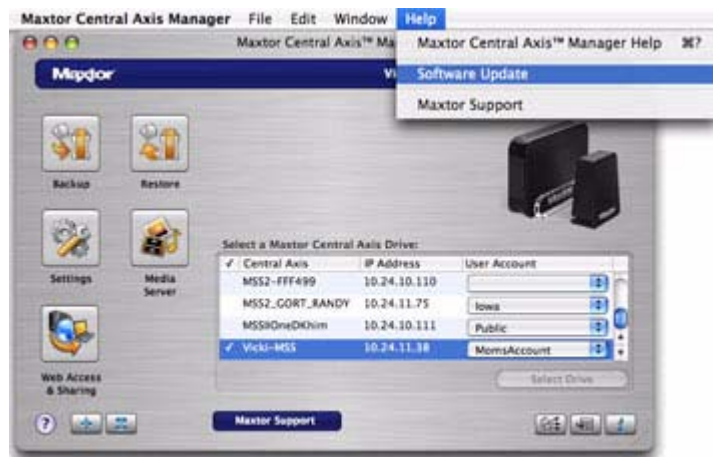 Maxtor Central Axis Manager File Edit Window Help
Maxtor Central Axis™ Ma
Maxtor Central Axis™ Manager Help ⌘?
Software Update
Maxtor Support
Maxtor
Vi
Backup
Restore
Settings
Media
Server
Web Access
& Sharing
Select a Maxtor Central Axis Drive:
✓ Central Axis IP Address User Account
MSS2-FFF499 10.24.10.110
MSS2_GORT_RANDY 10.24.11.75 Iowa
MSSIIOneDKhim 10.24.10.111 Public
✓ Vicki-MSS 10.24.11.38 MomsAccount
Select Drive
Maxtor Support